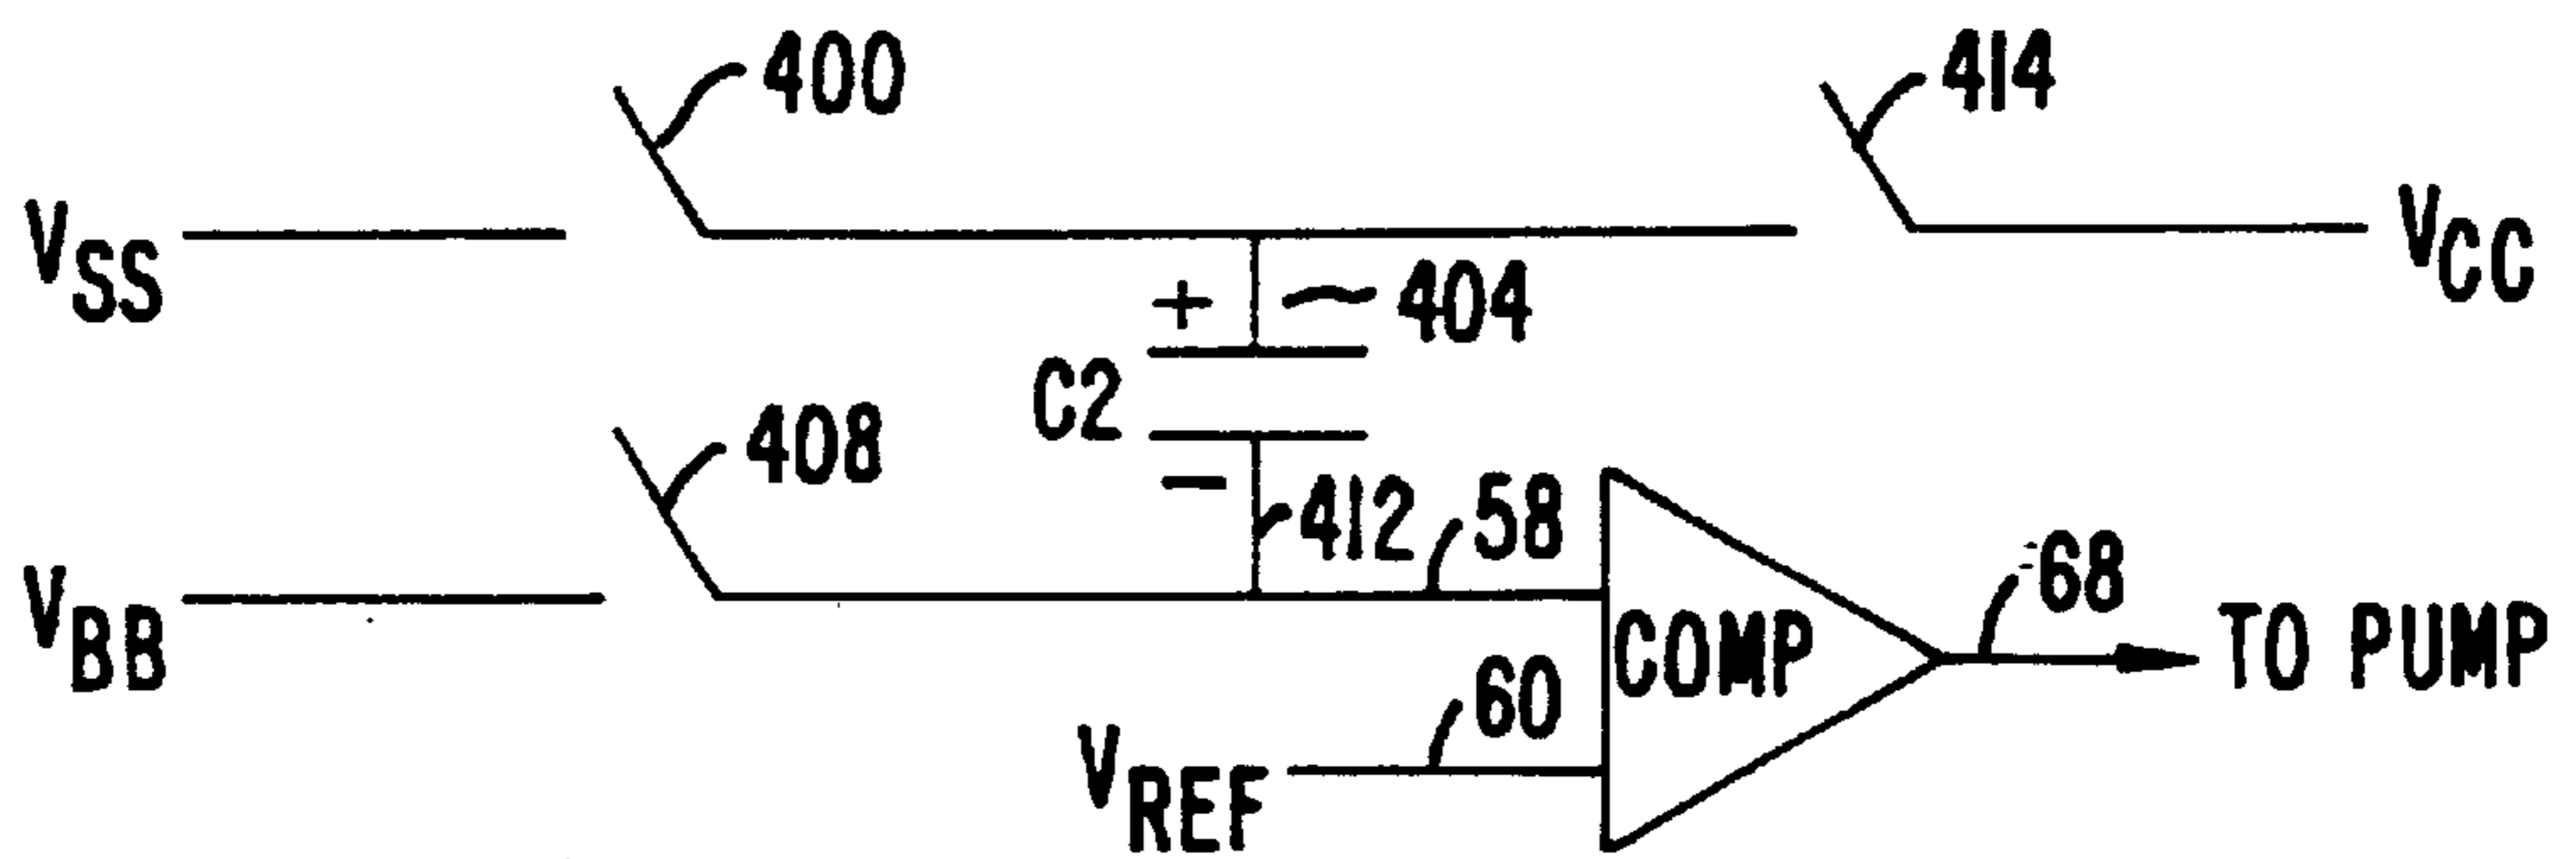 400
414
VSS
VCC
+
404
C2
408
–
412
58
VBB
68
COMP
TO PUMP
60
VREF